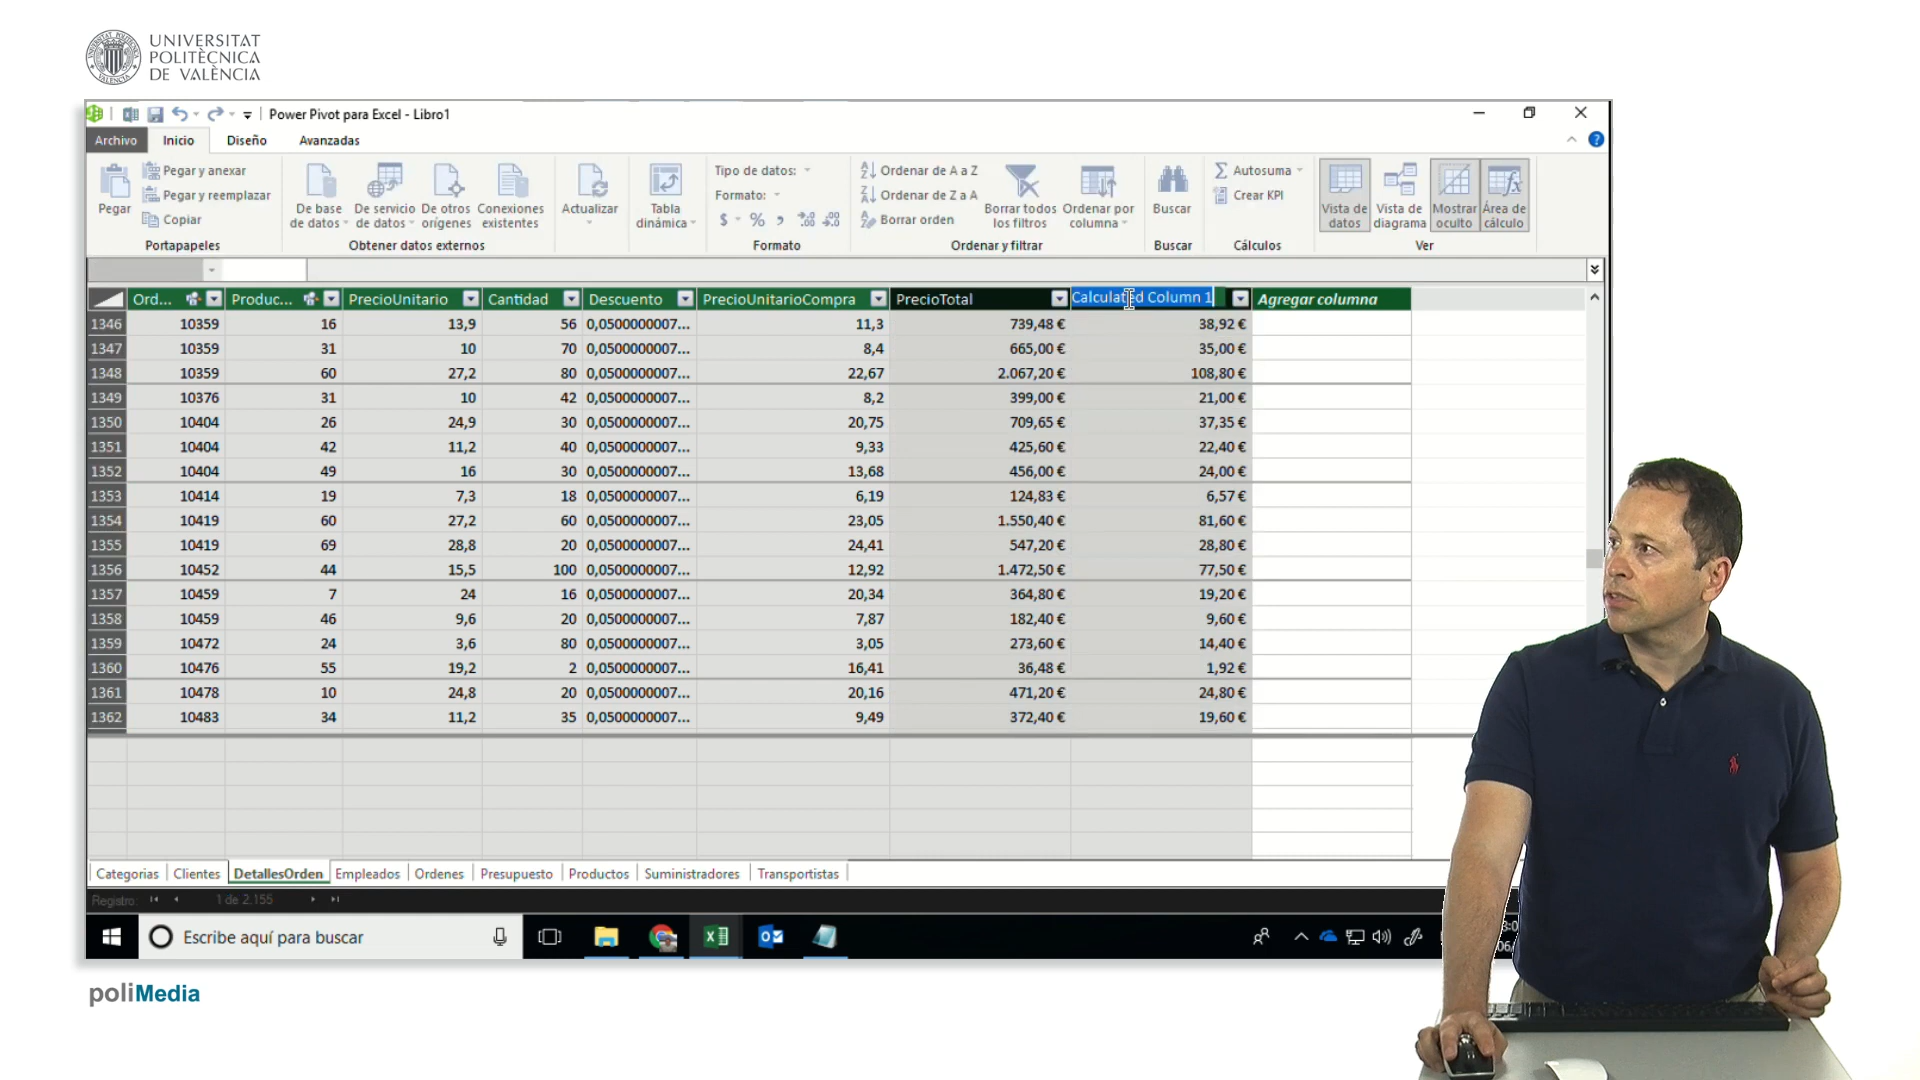 UNIVERSITAT
POLITÈCNICA
DE VALÈNCIA
Power Pivot para Excel - Libro1
Archivo Inicio Diseño Avanzadas
Pegar
Pegar y anexar
Pegar y reemplazar
Copiar
Portapapeles
De base de datos
De servicio de datos
De otros orígenes
Conexiones existentes
Obtener datos externos
Actualizar
Tabla dinámica
Tipo de datos:
Formato:
$ %
Formato
Ordenar de A a Z
Ordenar de Z a A
Borrar orden
Borrar todos los filtros
Ordenar por columna
Ordenar y filtrar
Buscar
Buscar
Autosuma
Crear KPI
Cálculos
Vista de datos
Vista de diagrama
Mostrar oculto
Área de cálculo
Ver
Ord... Produc... PrecioUnitario Cantidad Descuento PrecioUnitarioCompra PrecioTotal Calculated Column 1 Agregar columna
1346 10359 16 13,9 56 0,0500000007... 11,3 739,48 € 38,92 €
1347 10359 31 10 70 0,0500000007... 8,4 665,00 € 35,00 €
1348 10359 60 27,2 80 0,0500000007... 22,67 2.067,20 € 108,80 €
1349 10376 31 10 42 0,0500000007... 8,2 399,00 € 21,00 €
1350 10404 26 24,9 30 0,0500000007... 20,75 709,65 € 37,35 €
1351 10404 42 11,2 40 0,0500000007... 9,33 425,60 € 22,40 €
1352 10404 49 16 30 0,0500000007... 13,68 456,00 € 24,00 €
1353 10414 19 7,3 18 0,0500000007... 6,19 124,83 € 6,57 €
1354 10419 60 27,2 60 0,0500000007... 23,05 1.550,40 € 81,60 €
1355 10419 69 28,8 20 0,0500000007... 24,41 547,20 € 28,80 €
1356 10452 44 15,5 100 0,0500000007... 12,92 1.472,50 € 77,50 €
1357 10459 7 24 16 0,0500000007... 20,34 364,80 € 19,20 €
1358 10459 46 9,6 20 0,0500000007... 7,87 182,40 € 9,60 €
1359 10472 24 3,6 80 0,0500000007... 3,05 273,60 € 14,40 €
1360 10476 55 19,2 2 0,0500000007... 16,41 36,48 € 1,92 €
1361 10478 10 24,8 20 0,0500000007... 20,16 471,20 € 24,80 €
1362 10483 34 11,2 35 0,0500000007... 9,49 372,40 € 19,60 €
Categorias Clientes DetallesOrden Empleados Ordenes Presupuesto Productos Suministradores Transportistas
Registro: 1 de 2.155
Escribe aquí para buscar
poliMedia